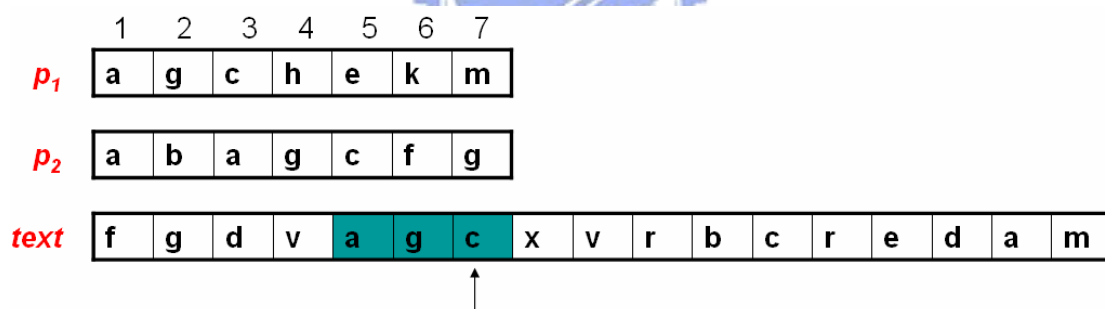 1 2 3 4 5 6 7
p1 a g c h e k m
p2 a b a g c f g
text f g d v a g c x v r b c r e d a m